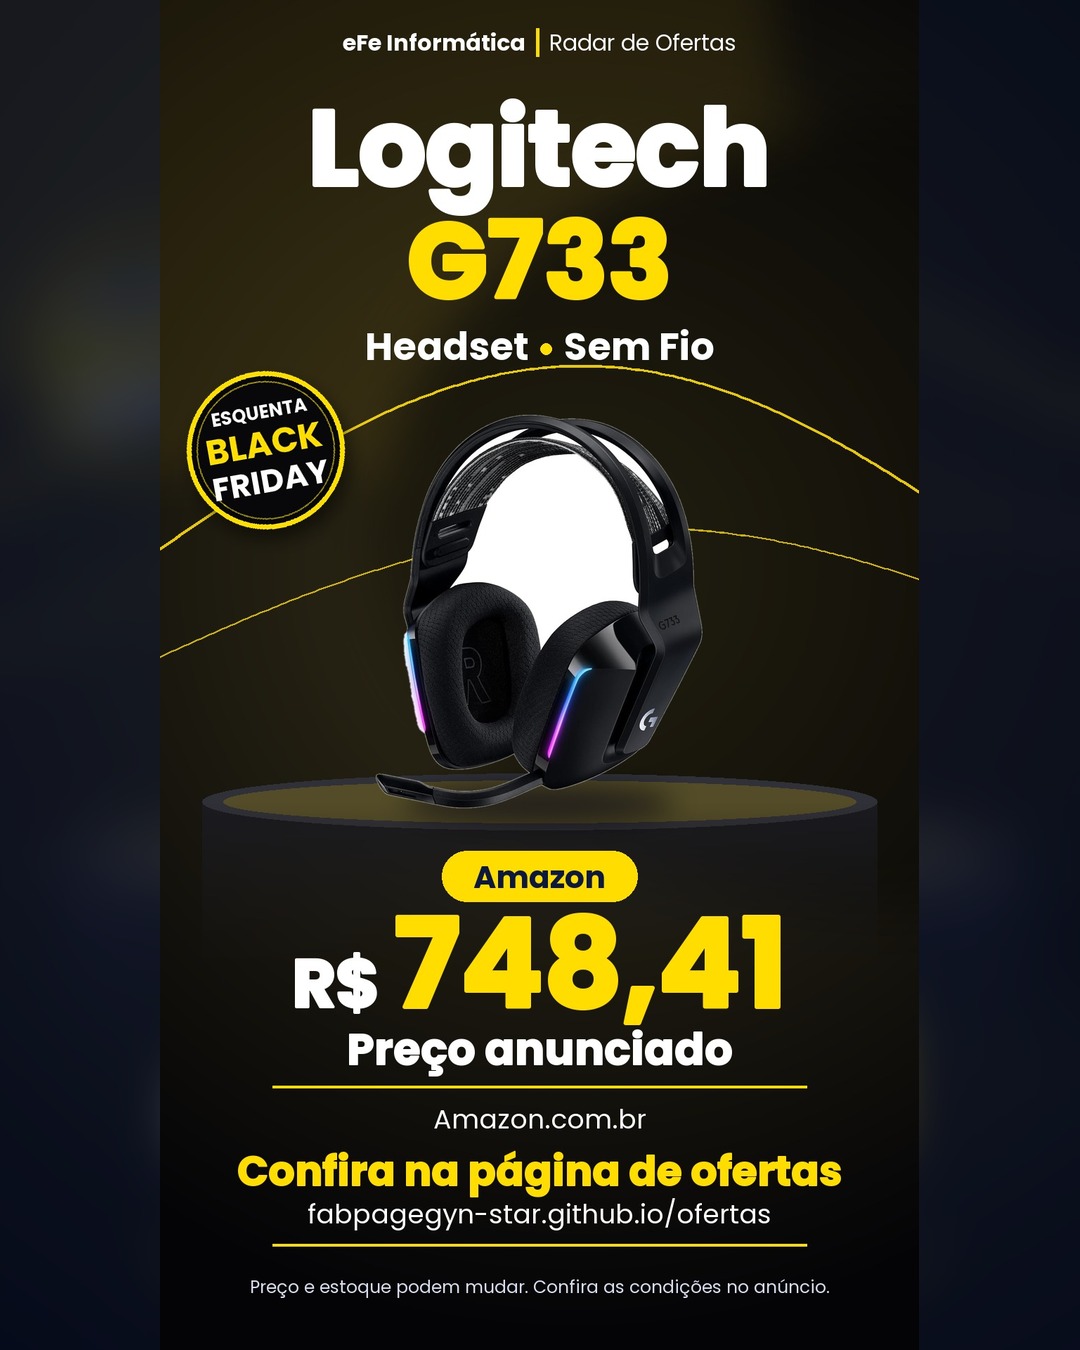 eFe Informática | Radar de Ofertas
Logitech
G733
Headset • Sem Fio
ESQUENTA
BLACK
FRIDAY
R
G733
G
Amazon
R$ 748,41
Preço anunciado
Amazon.com.br
Confira na página de ofertas
fabpagegyn-star.github.io/ofertas
Preço e estoque podem mudar. Confira as condições no anúncio.